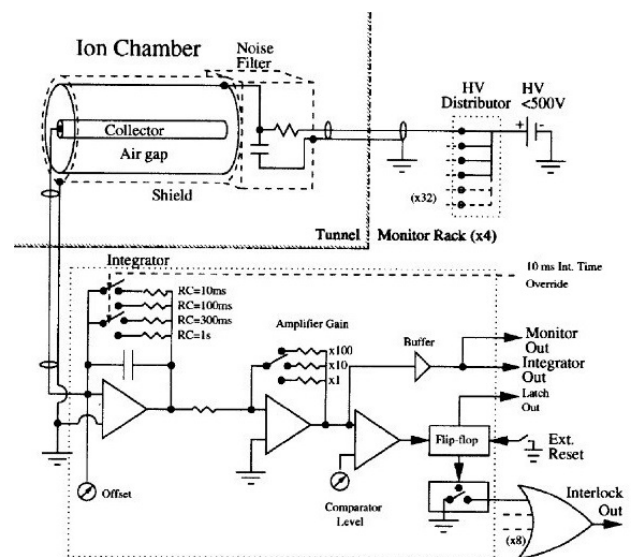 Ion Chamber
Noise
Filter
HV
Distributor
HV
<500V
+ -
Collector
Air gap
Shield
(x32)
Tunnel
Monitor Rack (x4)
Integrator
10 ms Int. Time
Override
RC=10ms
RC=100ms
RC=300ms
RC=1s
Amplifier Gain
x100
x10
x1
Buffer
Monitor
Out
Integrator
Out
Latch
Out
Flip-flop
Ext.
Reset
Offset
Comparator
Level
Interlock
Out
(x8)